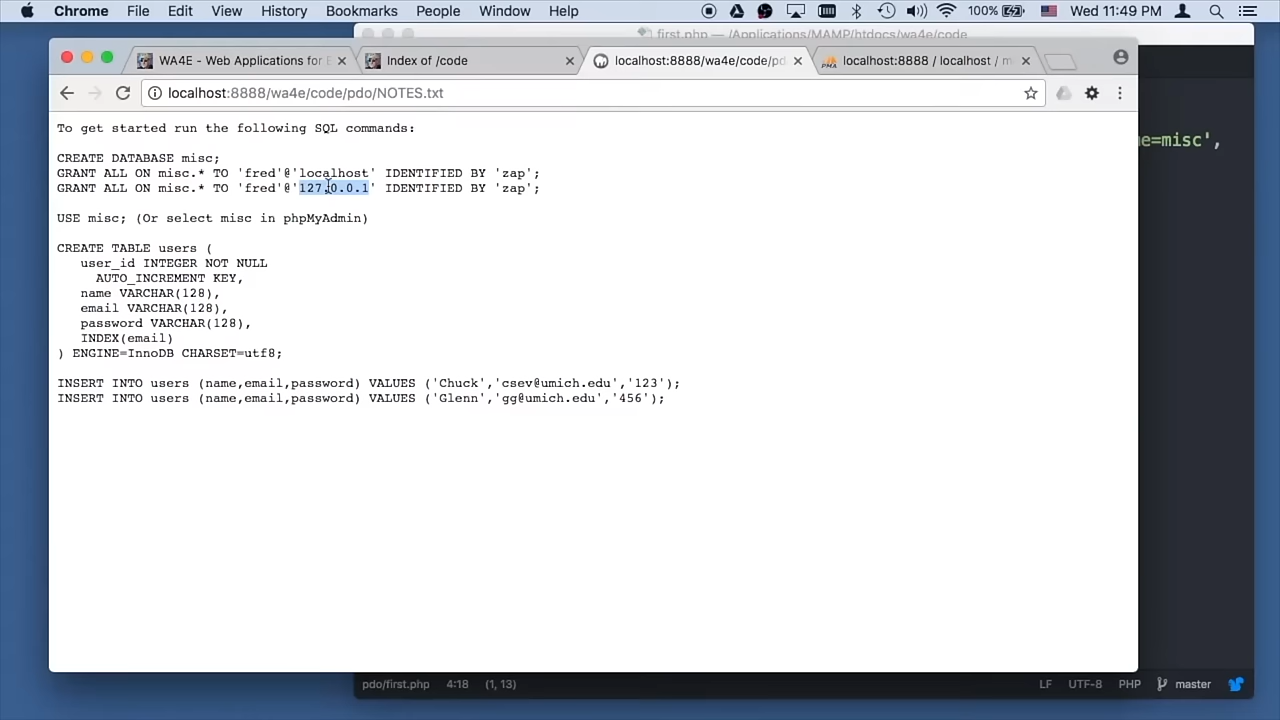 Chrome File Edit View History Bookmarks People Window Help 100% Wed 11:49 PM
first.php — /Applications/MAMP/htdocs/wa4e/code
WA4E - Web Applications for E
Index of /code
localhost:8888/wa4e/code/pd
localhost:8888 / localhost / m
localhost:8888/wa4e/code/pdo/NOTES.txt
To get started run the following SQL commands:
CREATE DATABASE misc;
GRANT ALL ON misc.* TO 'fred'@'localhost' IDENTIFIED BY 'zap';
GRANT ALL ON misc.* TO 'fred'@'127.0.0.1' IDENTIFIED BY 'zap';
USE misc; (Or select misc in phpMyAdmin)
CREATE TABLE users (
user_id INTEGER NOT NULL
AUTO_INCREMENT KEY,
name VARCHAR(128),
email VARCHAR(128),
password VARCHAR(128),
INDEX(email)
) ENGINE=InnoDB CHARSET=utf8;
INSERT INTO users (name,email,password) VALUES ('Chuck','csev@umich.edu','123');
INSERT INTO users (name,email,password) VALUES ('Glenn','gg@umich.edu','456');
e=misc',
pdo/first.php 4:18 (1, 13) LF UTF-8 PHP master